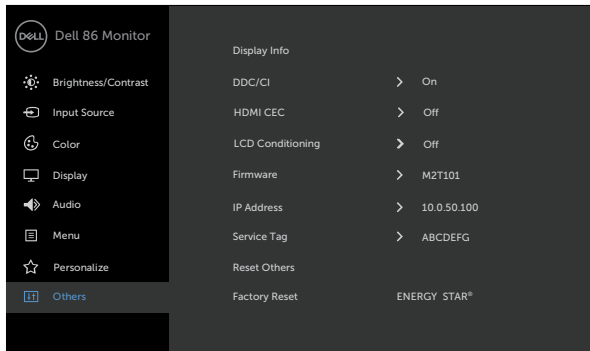 DELL Dell 86 Monitor
Display Info
Brightness/Contrast DDC/CI On
Input Source HDMI CEC Off
Color LCD Conditioning Off
Display Firmware M2T101
Audio IP Address 10.0.50.100
Menu Service Tag ABCDEFG
Personalize Reset Others
Others Factory Reset ENERGY STAR®